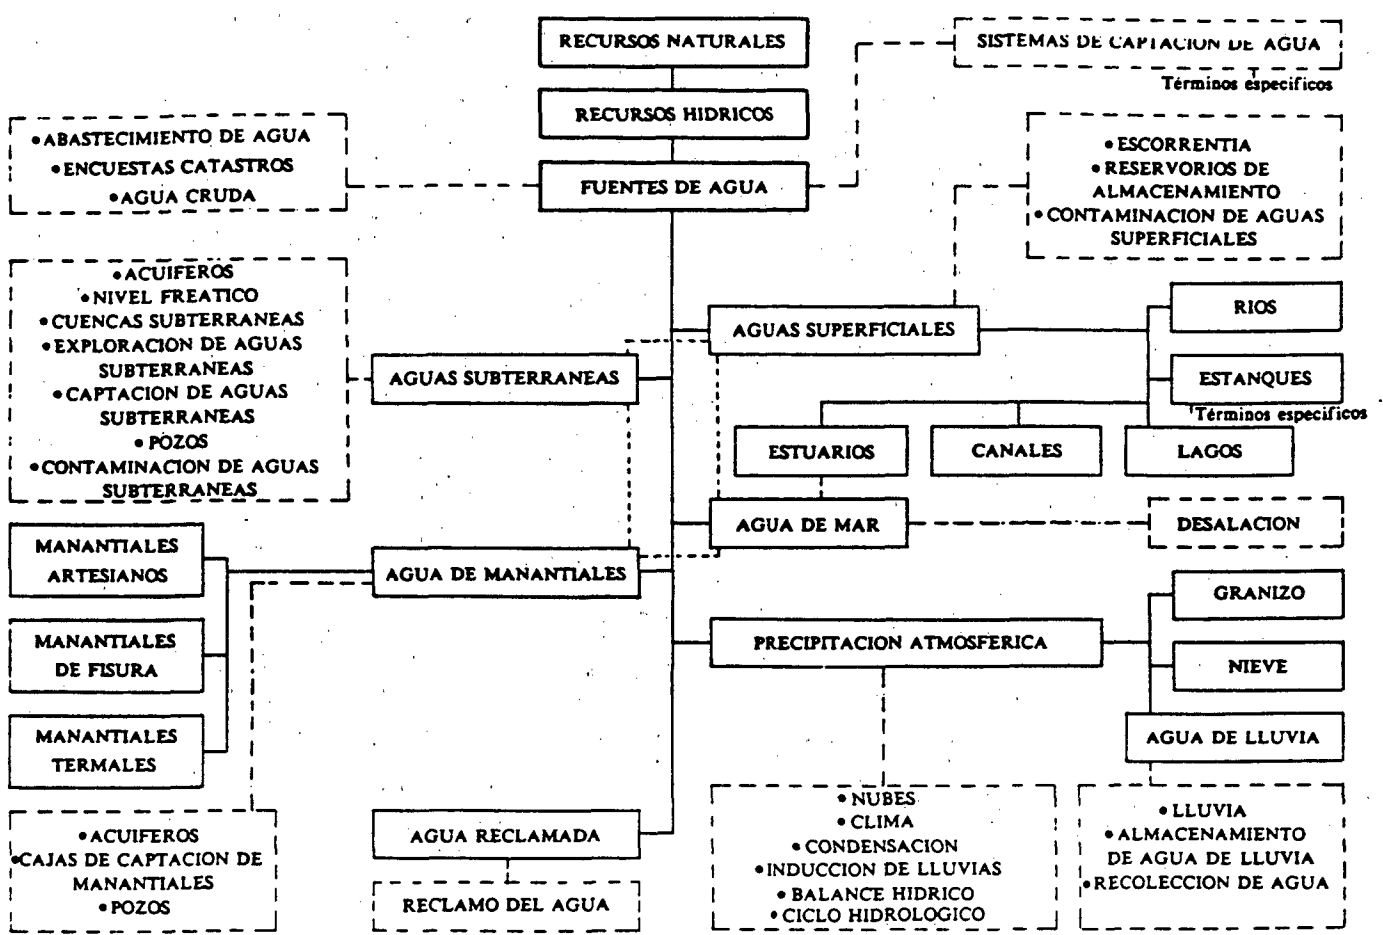 RECURSOS NATURALES
SISTEMAS DE CAPTACION DE AGUA
Términos especificos
RECURSOS HIDRICOS
•ABASTECIMIENTO DE AGUA
•ENCUESTAS CATASTROS
•AGUA CRUDA
FUENTES DE AGUA
•ESCORRENTIA
•RESERVORIOS DE
ALMACENAMIENTO
•CONTAMINACION DE AGUAS
SUPERFICIALES
•ACUIFEROS
•NIVEL FREATICO
•CUENCAS SUBTERRANEAS
•EXPLORACION DE AGUAS
SUBTERRANEAS
•CAPTACION DE AGUAS
SUBTERRANEAS
•POZOS
•CONTAMINACION DE AGUAS
SUBTERRANEAS
AGUAS SUPERFICIALES
RIOS
AGUAS SUBTERRANEAS
ESTANQUES
Términos especificos
ESTUARIOS
CANALES
LAGOS
AGUA DE MAR
DESALACION
MANANTIALES
ARTESIANOS
AGUA DE MANANTIALES
GRANIZO
MANANTIALES
DE FISURA
PRECIPITACION ATMOSFERICA
NIEVE
MANANTIALES
TERMALES
AGUA DE LLUVIA
•ACUIFEROS
•CAJAS DE CAPTACION DE
MANANTIALES
•POZOS
AGUA RECLAMADA
RECLAMO DEL AGUA
•NUBES
•CLIMA
•CONDENSACION
•INDUCCION DE LLUVIAS
•BALANCE HIDRICO
•CICLO HIDROLOGICO
•LLUVIA
•ALMACENAMIENTO
DE AGUA DE LLUVIA
•RECOLECCION DE AGUA